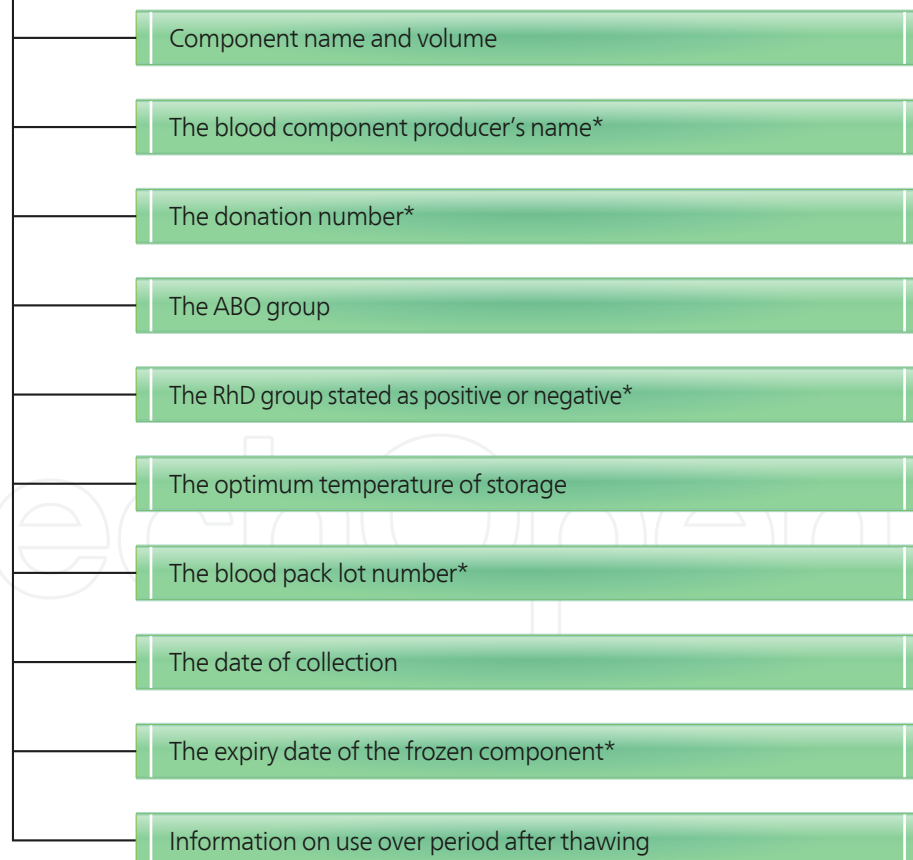 Component name and volume
The blood component producer's name*
The donation number*
The ABO group
The RhD group stated as positive or negative*
The optimum temperature of storage
The blood pack lot number*
The date of collection
The expiry date of the frozen component*
Information on use over period after thawing
echOpen